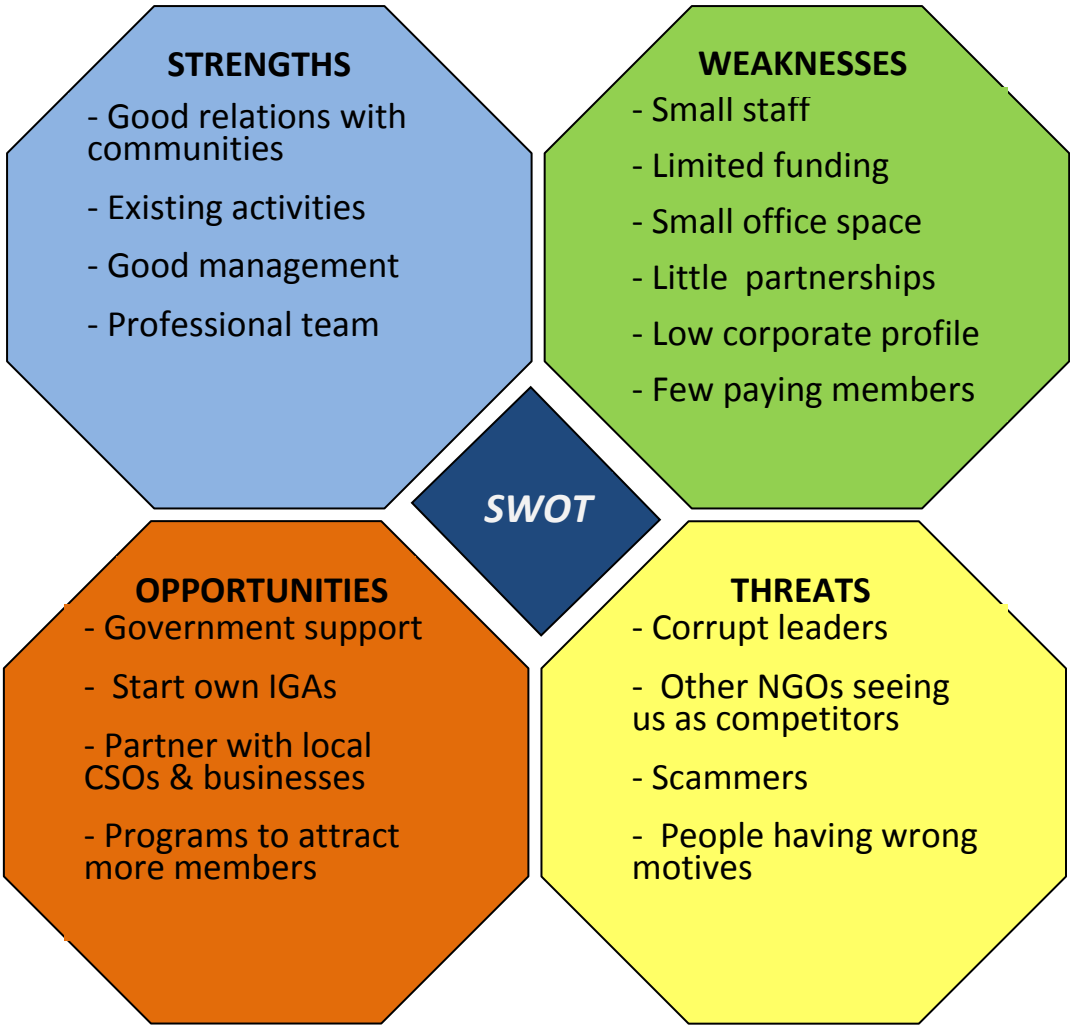 STRENGTHS
- Good relations with
communities
- Existing activities
- Good management
- Professional team
WEAKNESSES
- Small staff
- Limited funding
- Small office space
- Little  partnerships
- Low corporate profile
- Few paying members
SWOT
OPPORTUNITIES
- Government support
-  Start own IGAs
- Partner with local
CSOs & businesses
- Programs to attract
more members
THREATS
- Corrupt leaders
-  Other NGOs seeing
us as competitors
- Scammers
-  People having wrong
motives